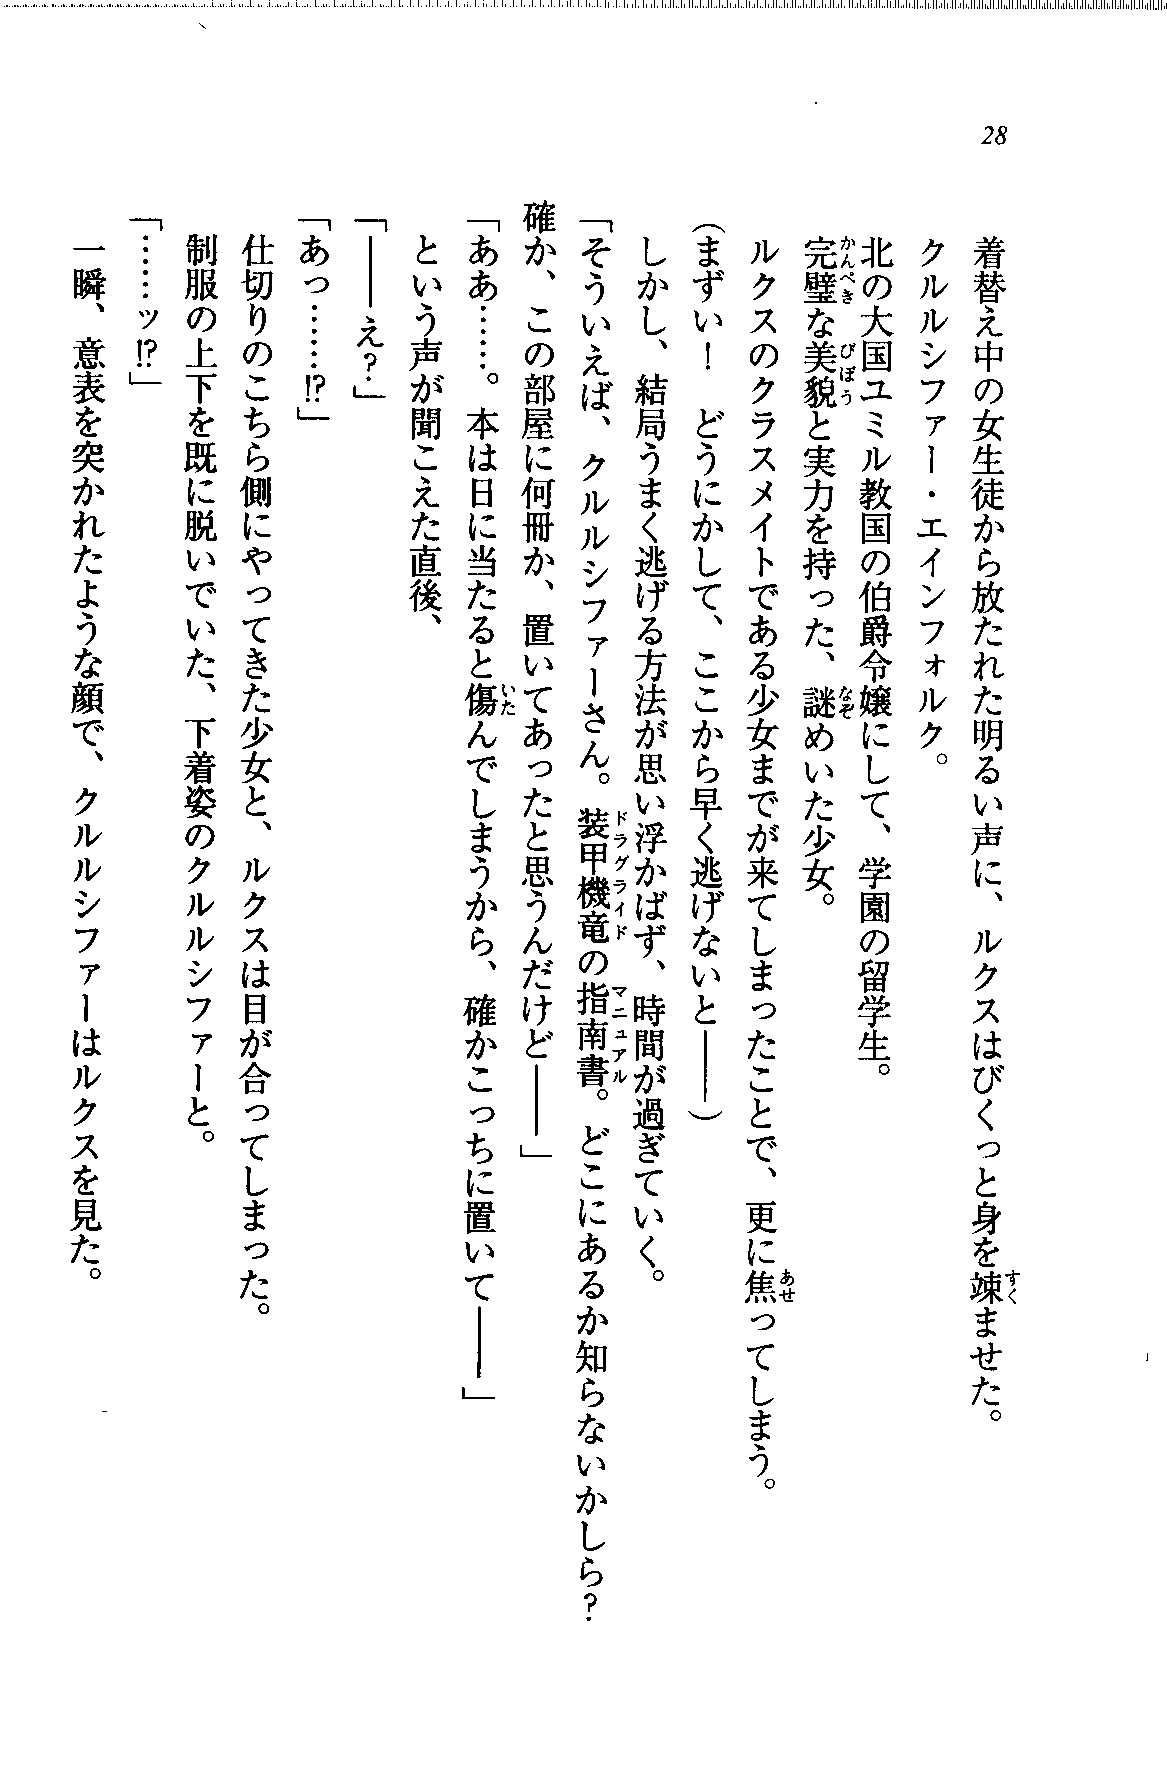 28
着替え中の女生徒から放たれた明るい声に、ルクスはびくっと身を竦ませた。
クルルシファー・エインフォルク。
北の大国ユミル教国の伯爵令嬢にして、学園の留学生。
完璧な美貌と実力を持った、謎めいた少女。
ルクスのクラスメイトである少女までが来てしまったことで、更に焦ってしまう。
（まずい！　どうにかして、ここから早く逃げないと――）
しかし、結局うまく逃げる方法が思い浮かばず、時間が過ぎていく。
「そういえば、クルルシファーさん。装甲機竜の指南書。どこにあるか知らないかしら？
確か、この部屋に何冊か、置いてあったと思うんだけど――」
「ああ……。本は日に当たると傷んでしまうから、確かこっちに置いて――」
という声が聞こえた直後、
「――え？」
「あっ……!?」
仕切りのこちら側にやってきた少女と、ルクスは目が合ってしまった。
制服の上下を既に脱いでいた、下着姿のクルルシファーと。
「……ッ!?」
一瞬、意表を突かれたような顔で、クルルシファーはルクスを見た。